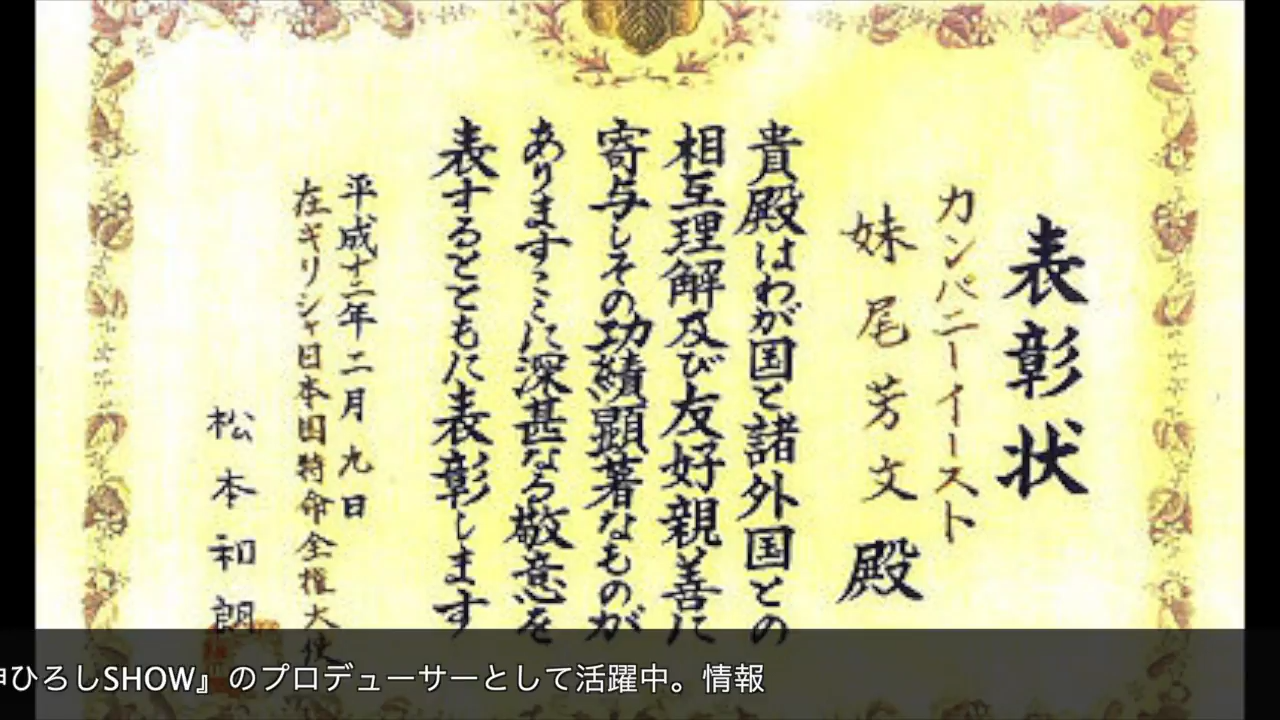 表彰状
カンパニーイースト
妹尾芳文殿
貴殿はわが国と諸外国との
相互理解及び友好親善に
寄与しその功績顕著なものが
ありますここに深甚なる敬意を
表するとともに表彰します
平成十二年二月九日
在ギリシャ日本国特命全権大使
松本和朗
ひろしSHOW』のプロデューサーとして活躍中。情報